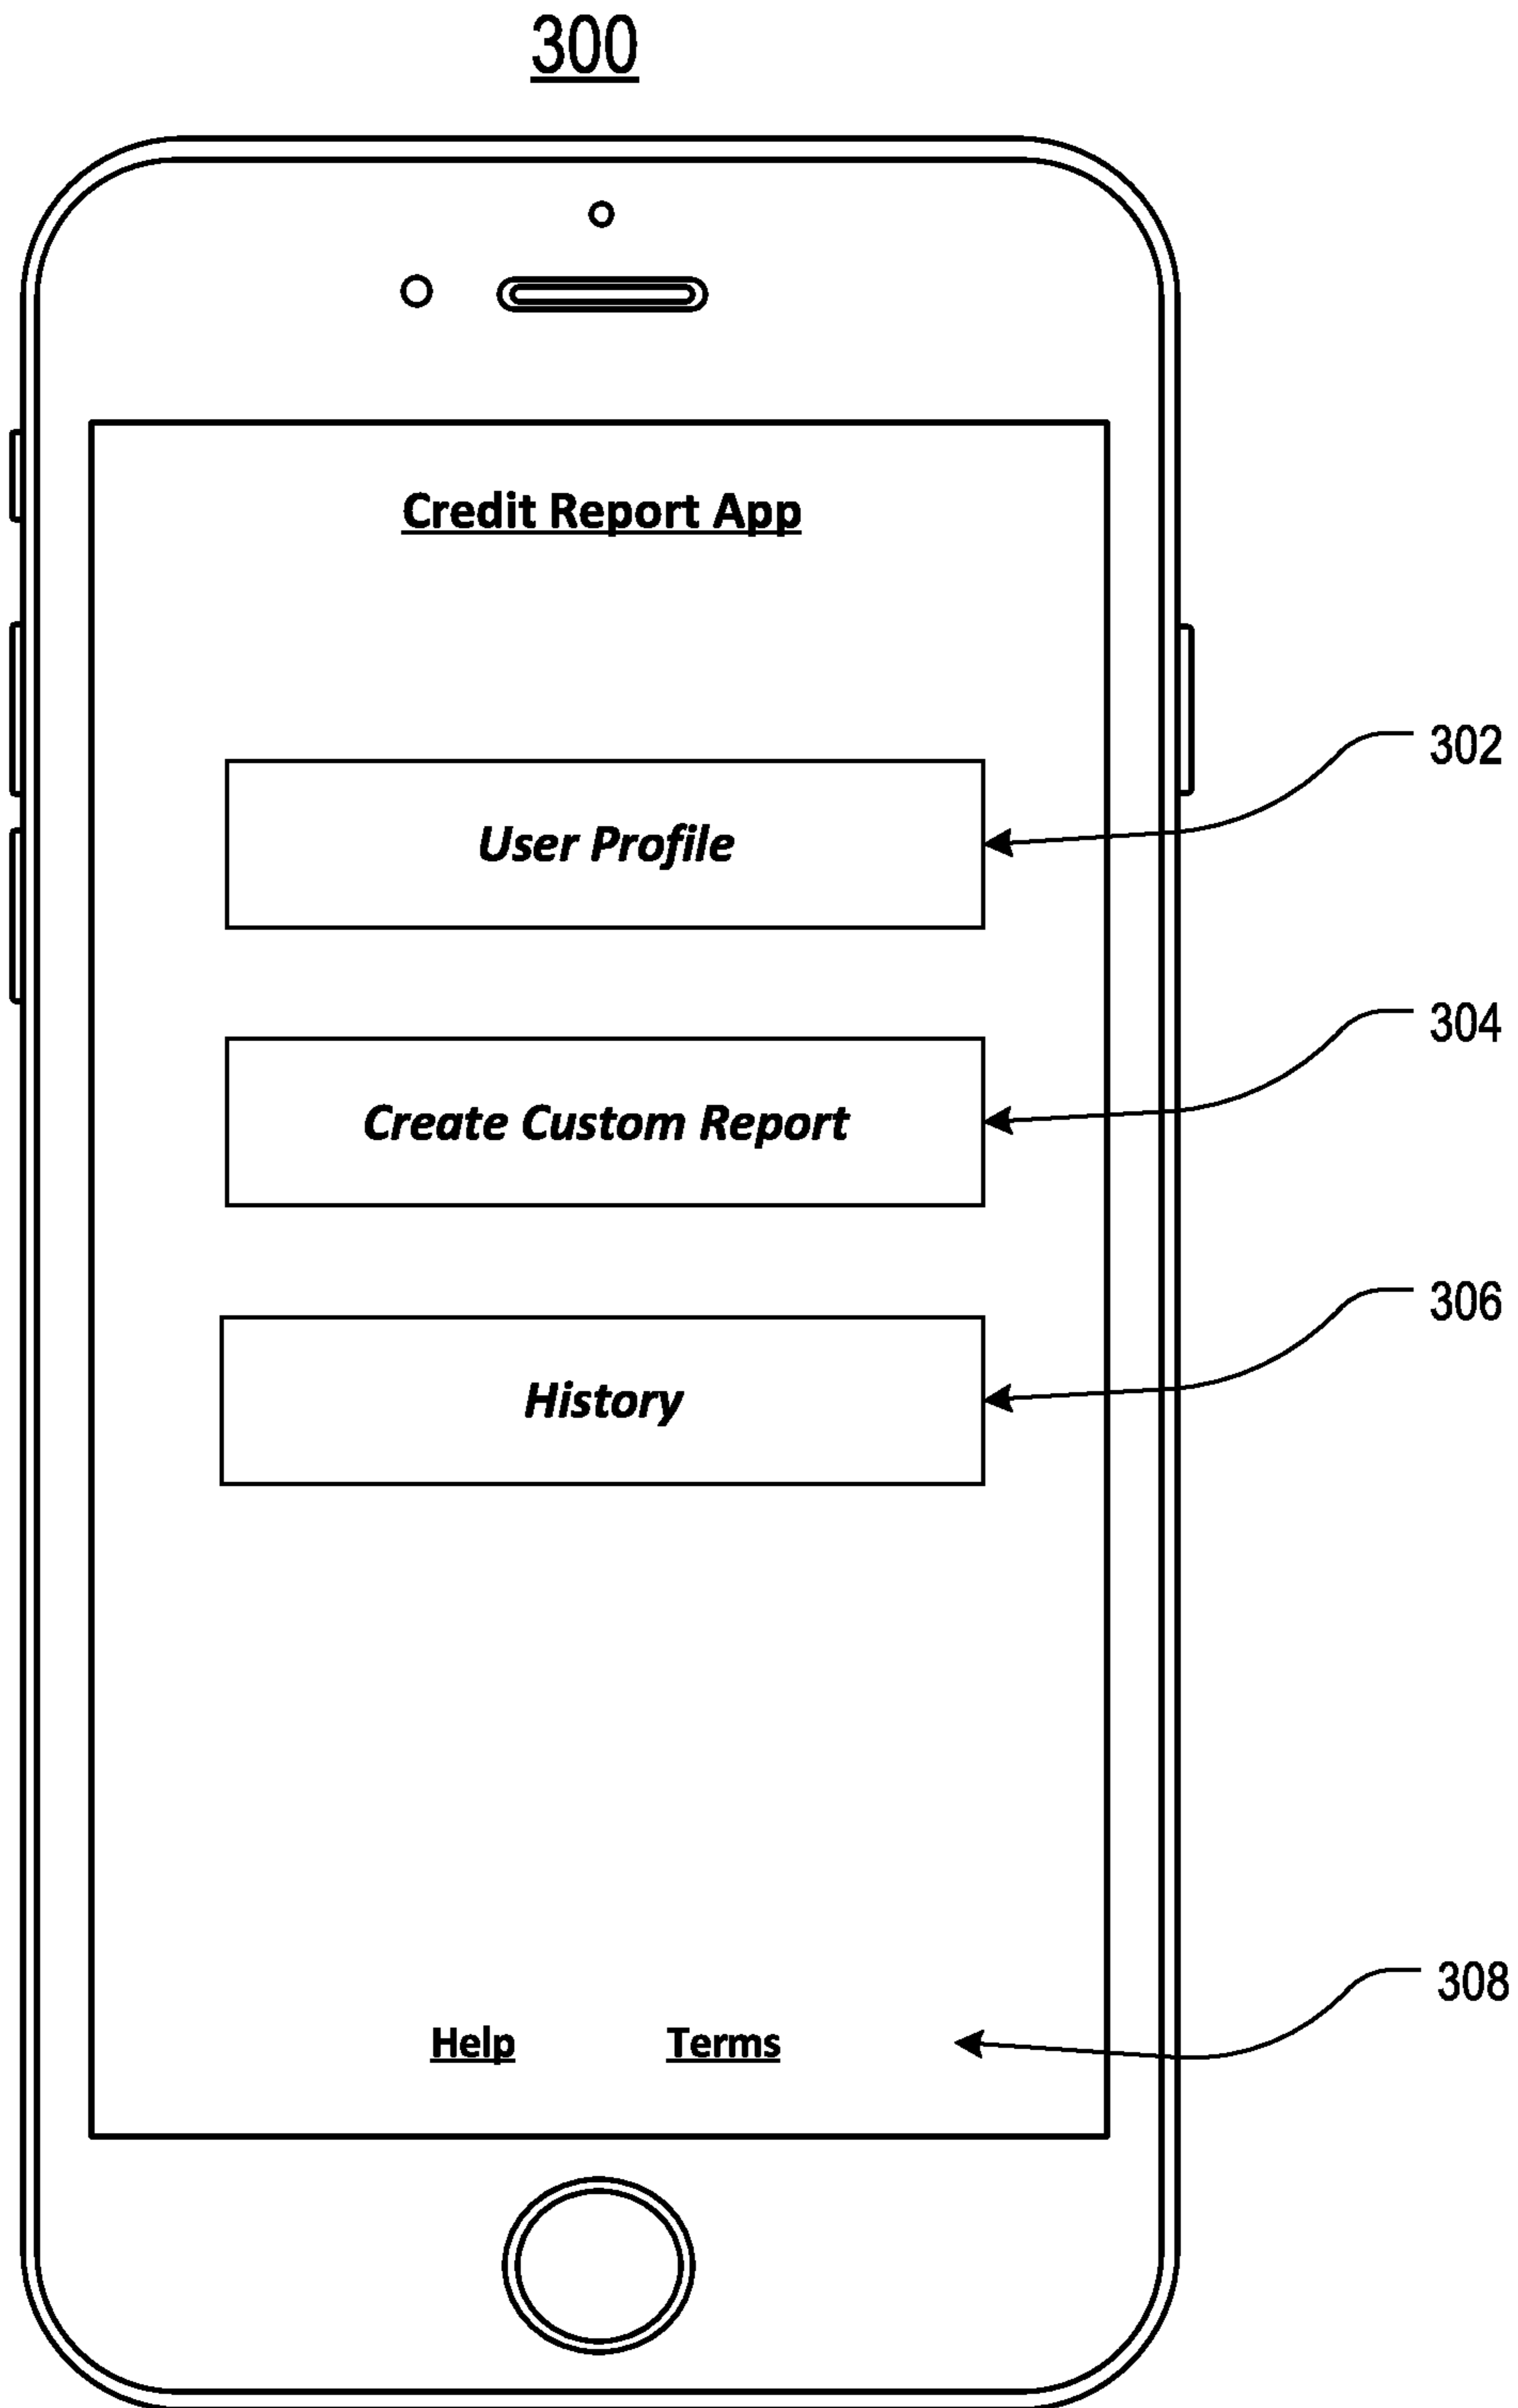 300
Credit Report App
User Profile
302
Create Custom Report
304
History
306
Help Terms
308